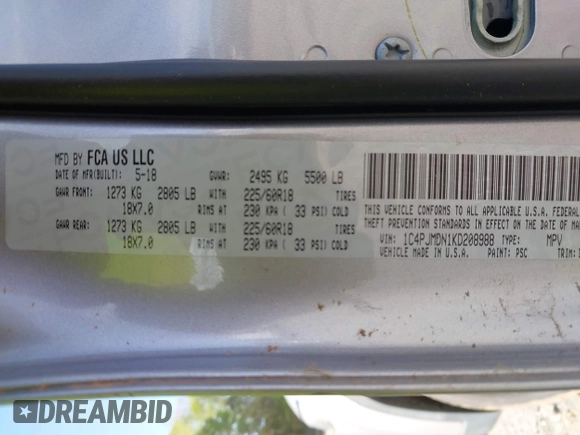 MFD BY FCA US LLC
DATE OF MFR(BUILT): 5-18 GVWR: 2495 KG 5500 LB
GAWR FRONT: 1273 KG 2805 LB WITH 225/60R18 TIRES
18X7.0 RIMS AT 230 KPA ( 33 PSI) COLD
GAWR REAR: 1273 KG 2805 LB WITH 225/60R18 TIRES
18X7.0 RIMS AT 230 KPA ( 33 PSI) COLD
THIS VEHICLE CONFORMS TO ALL APPLICABLE U.S.A. FEDERAL
THEFT PREVENTION STANDARDS IN EFFECT ON THE DATE OF
VIN: 1C4PJMDN1KD208988 TYPE: MPV
VEHICLE MADE IN U.S.A. PAINT: PSC TRIM:
DREAMBID